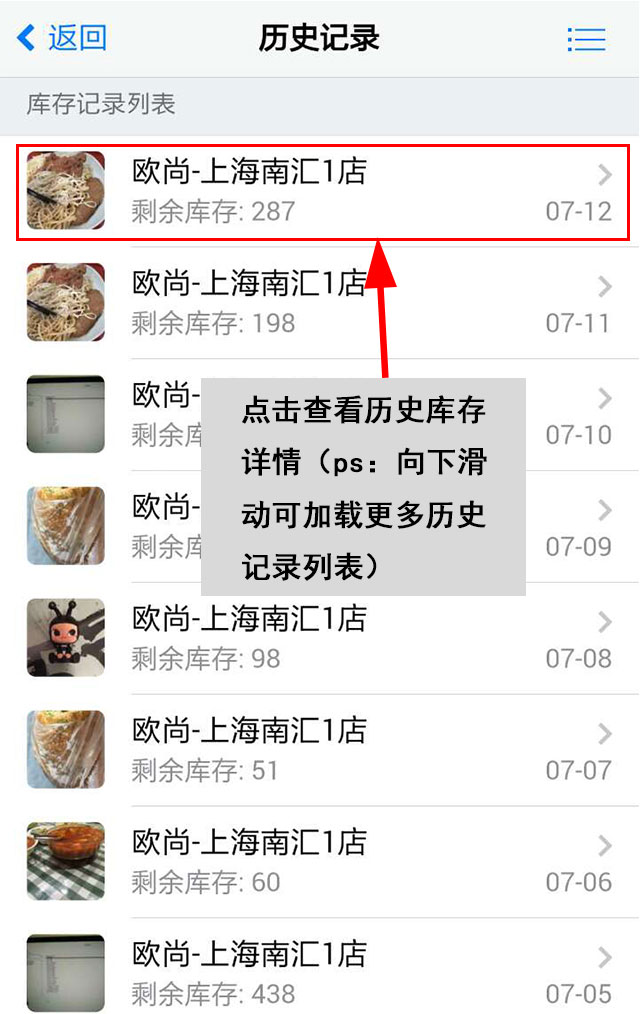 返回
历史记录
库存记录列表
欧尚-上海南汇1店
剩余库存: 287
07-12
欧尚-上海南汇1店
剩余库存: 198
07-11
欧尚-
剩余
07-10
点击查看历史库存
详情（ps：向下滑
动可加载更多历史
记录列表）
欧尚-
剩余
07-09
欧尚-上海南汇1店
剩余库存: 98
07-08
欧尚-上海南汇1店
剩余库存: 51
07-07
欧尚-上海南汇1店
剩余库存: 60
07-06
欧尚-上海南汇1店
剩余库存: 438
07-05